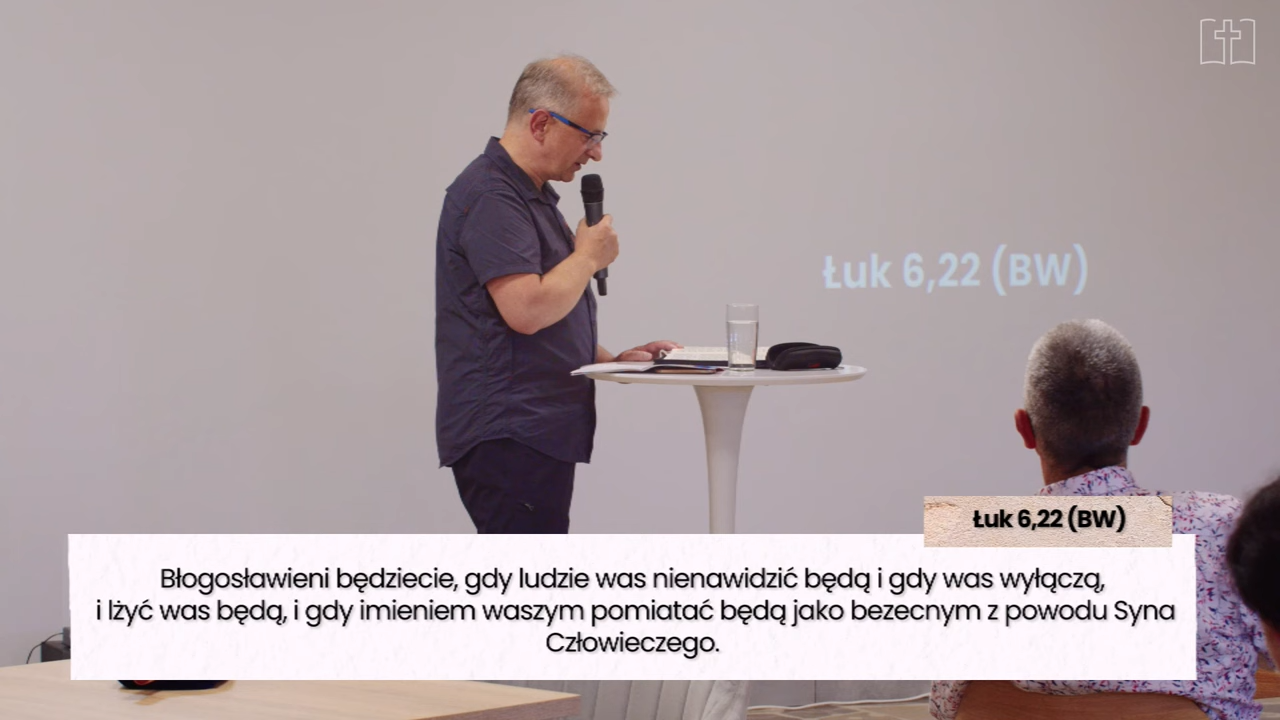 Łuk 6,22 (BW)
Łuk 6,22 (BW)
Błogosławieni będziecie, gdy ludzie was nienawidzić będą i gdy was wyłączą,
i lżyć was będą, i gdy imieniem waszym pomiatać będą jako bezecnym z powodu Syna
Człowieczego.